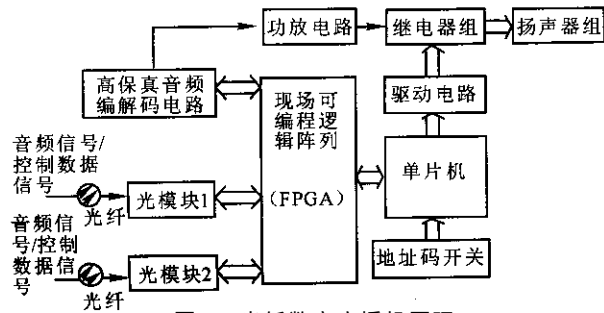 功放电路
继电器组
扬声器组
高保真音频
编解码电路
现场可
编程逻
辑阵列
(FPGA)
驱动电路
音频信号/
控制数据
信号
光纤
光模块1
单片机
音频信
号/控制
数据信
号
光纤
光模块2
地址码开关